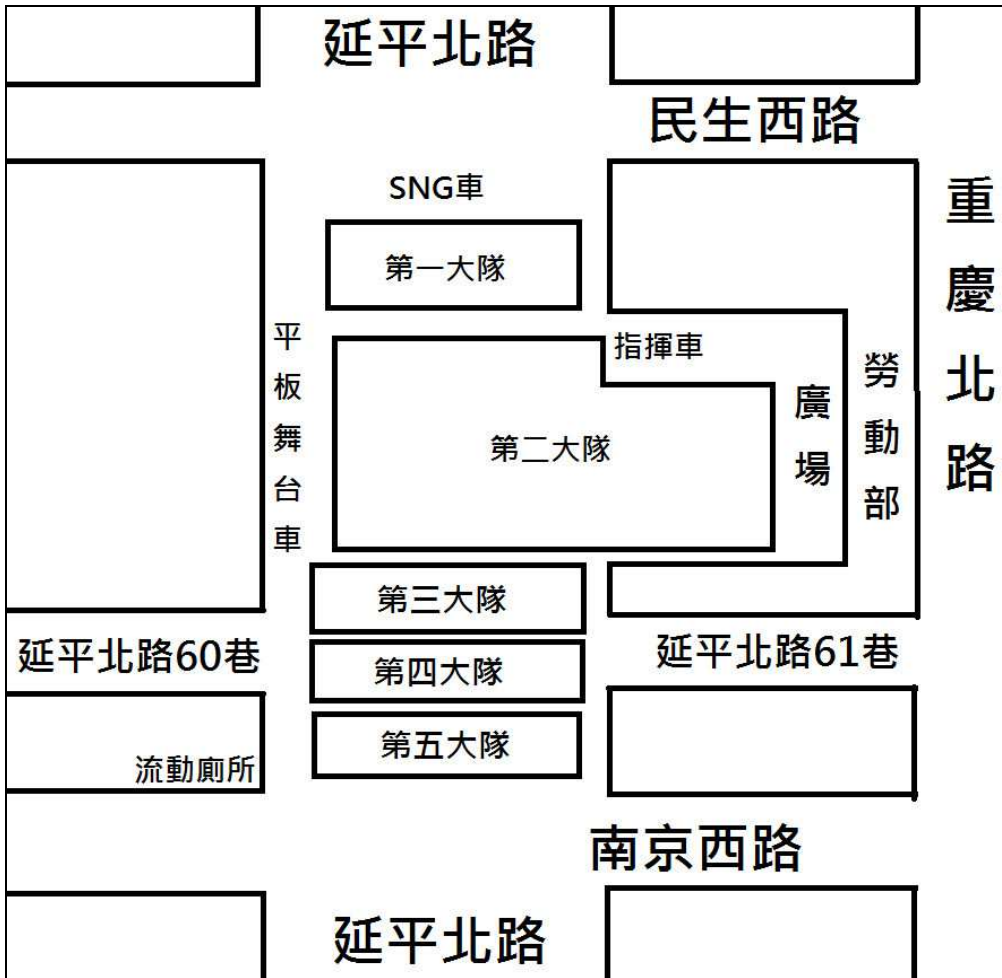 延平北路
民生西路
SNG車
重慶北路
第一大隊
平板舞台車
指揮車
廣場
勞動部
第二大隊
第三大隊
延平北路60巷
第四大隊
延平北路61巷
第五大隊
流動廁所
南京西路
延平北路